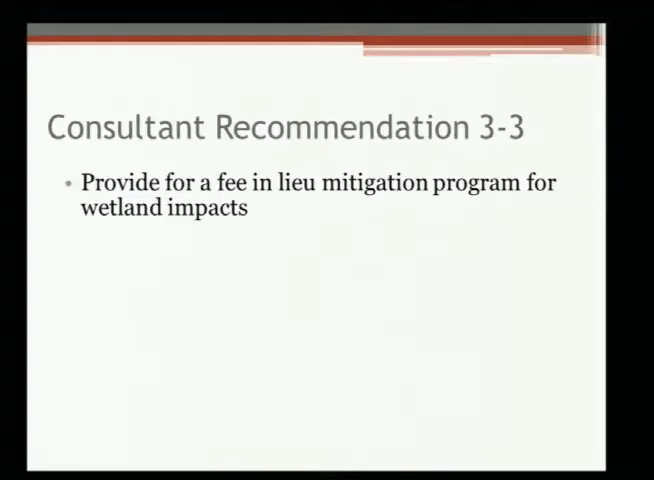 Consultant Recommendation 3-3
• Provide for a fee in lieu mitigation program for
wetland impacts